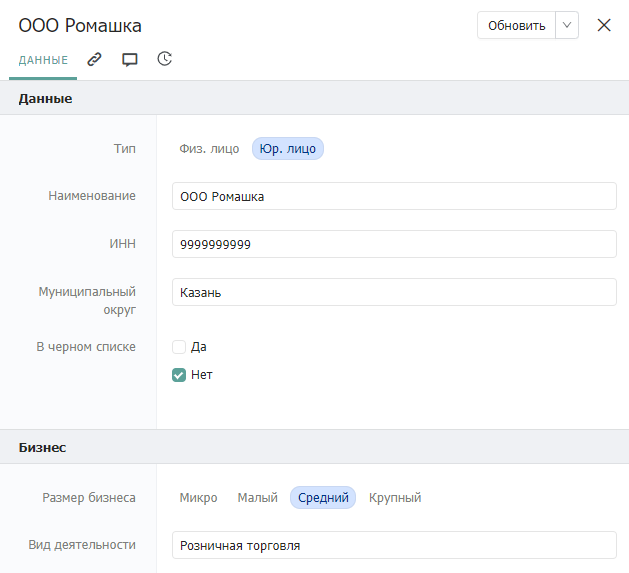 ООО Ромашка
Обновить
ДАННЫЕ
Данные
Тип Физ. лицо Юр. лицо
Наименование ООО Ромашка
ИНН 9999999999
Муниципальный
округ Казань
В черном списке Да
Нет
Бизнес
Размер бизнеса Микро Малый Средний Крупный
Вид деятельности Розничная торговля